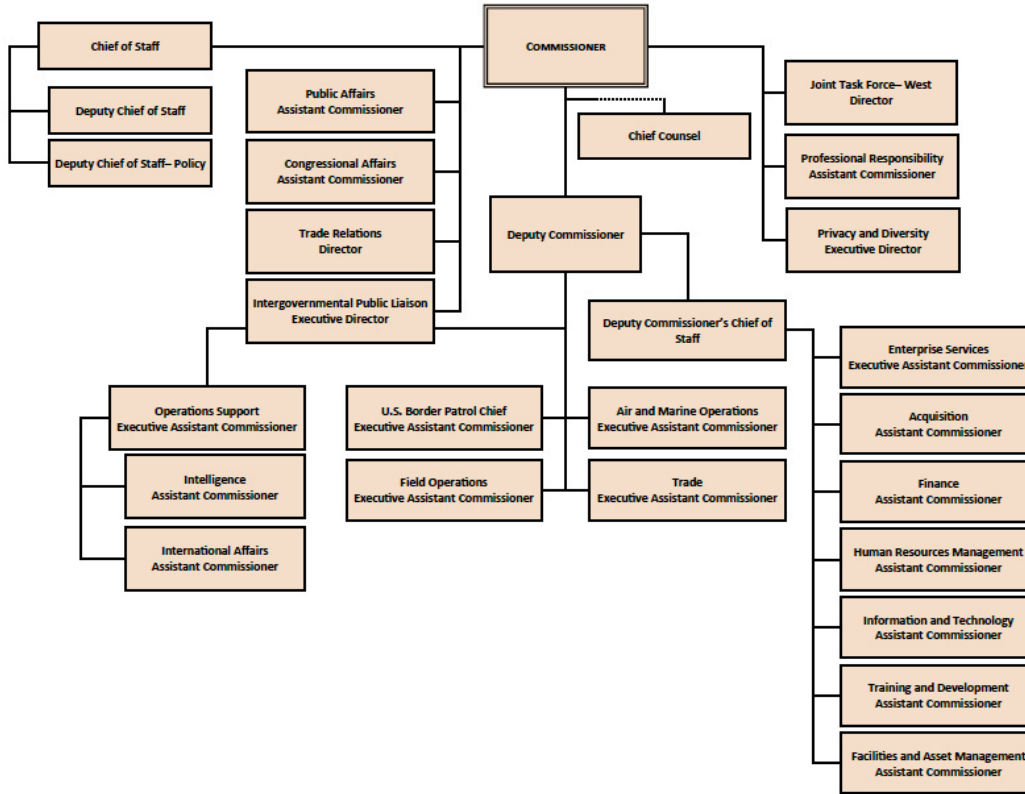 COMMISSIONER
Chief of Staff
Deputy Chief of Staff
Deputy Chief of Staff– Policy
Public Affairs
Assistant Commissioner
Congressional Affairs
Assistant Commissioner
Trade Relations
Director
Intergovernmental Public Liaison
Executive Director
Chief Counsel
Joint Task Force– West
Director
Professional Responsibility
Assistant Commissioner
Privacy and Diversity
Executive Director
Deputy Commissioner
Deputy Commissioner's Chief of
Staff
Operations Support
Executive Assistant Commissioner
Intelligence
Assistant Commissioner
International Affairs
Assistant Commissioner
U.S. Border Patrol Chief
Executive Assistant Commissioner
Air and Marine Operations
Executive Assistant Commissioner
Field Operations
Executive Assistant Commissioner
Trade
Executive Assistant Commissioner
Enterprise Services
Executive Assistant Commissioner
Acquisition
Assistant Commissioner
Finance
Assistant Commissioner
Human Resources Management
Assistant Commissioner
Information and Technology
Assistant Commissioner
Training and Development
Assistant Commissioner
Facilities and Asset Management
Assistant Commissioner